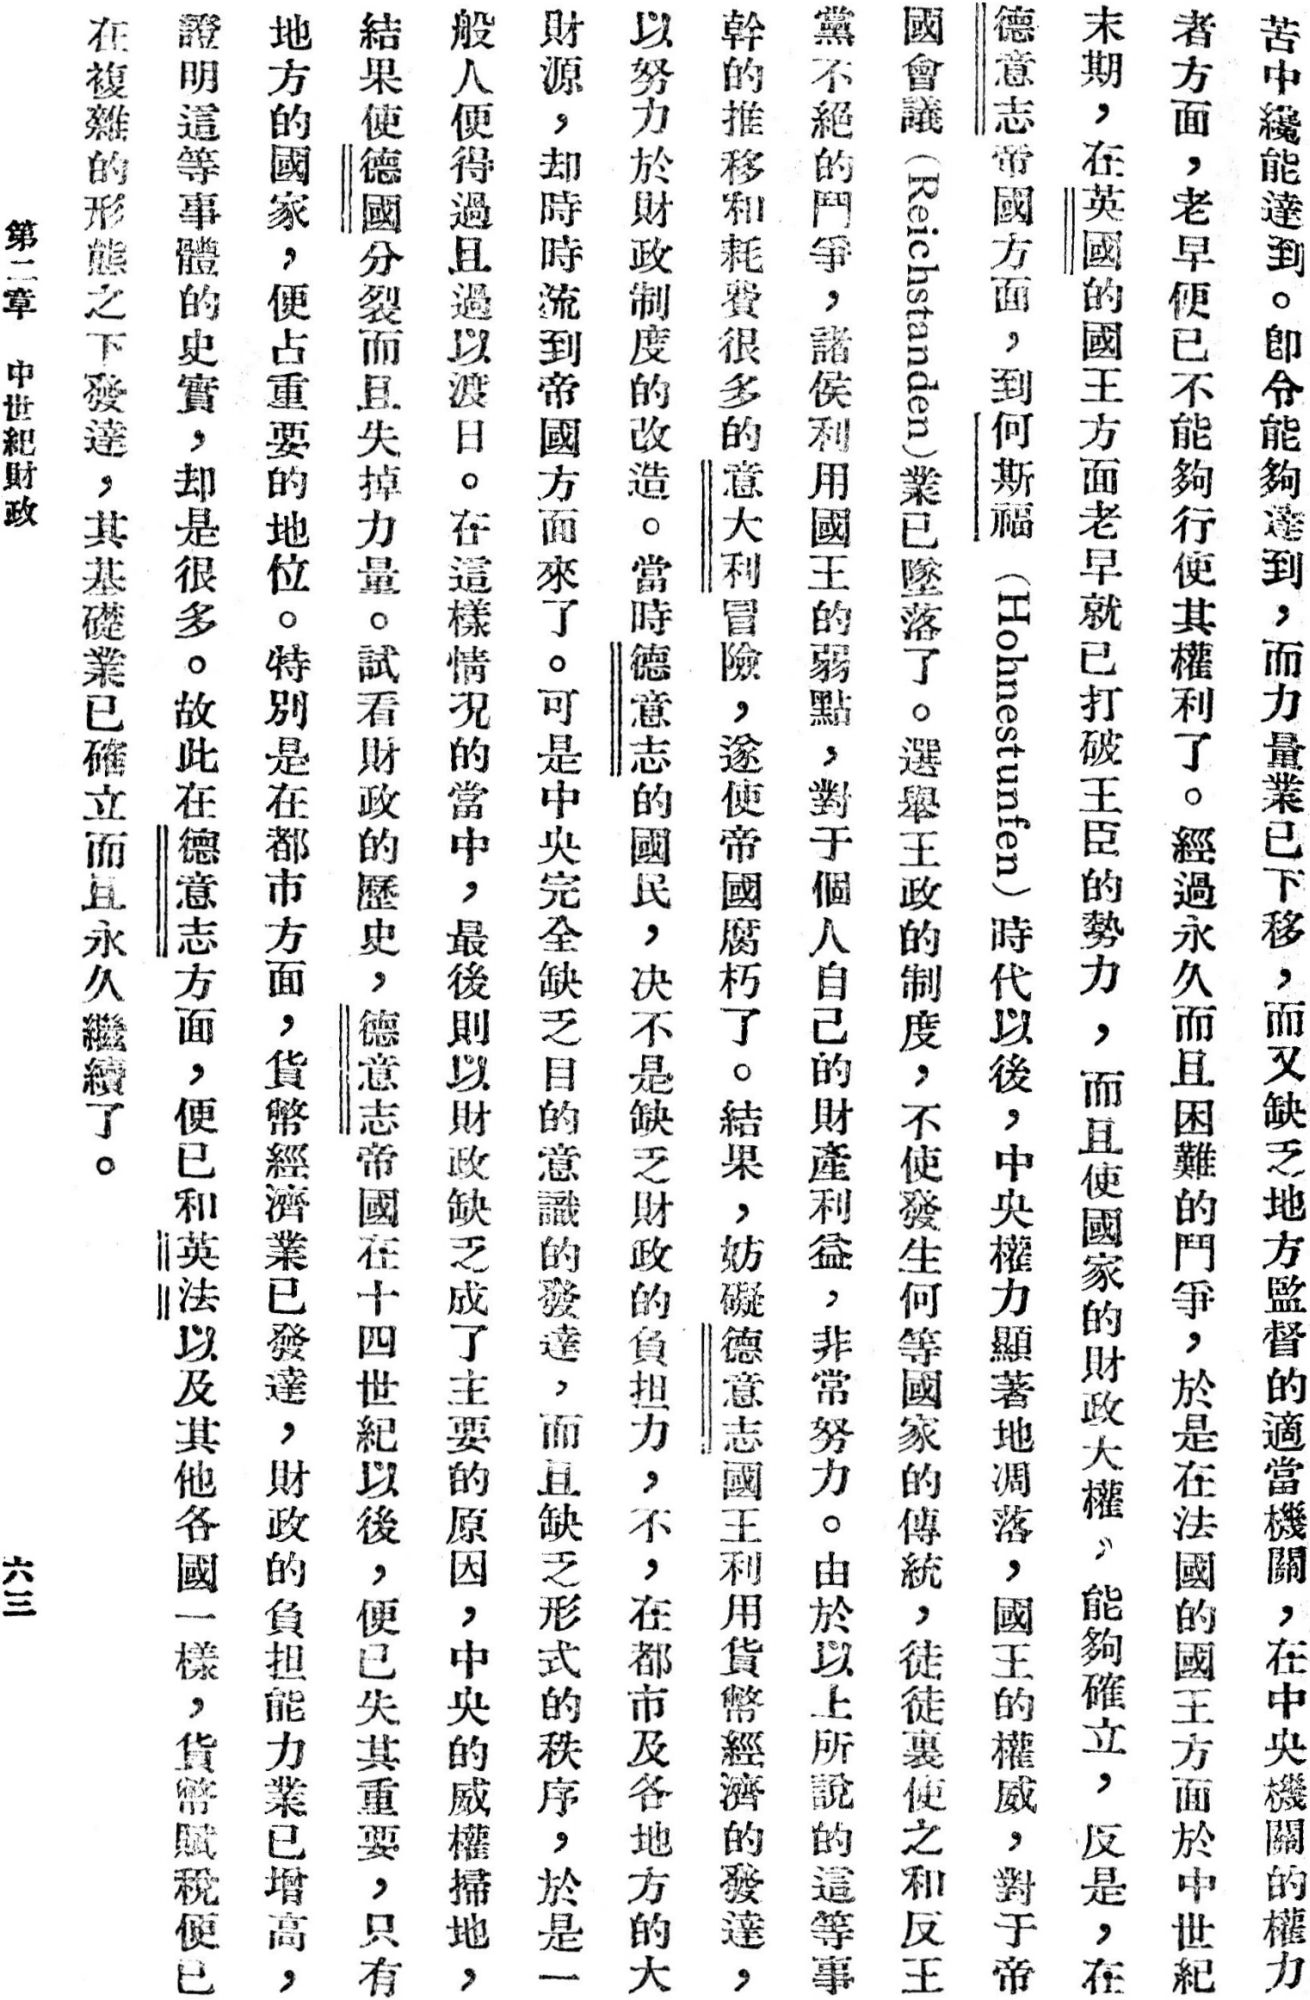 苦中纔能達到。卽令能夠達到，而力量業已下移，而又缺乏地方監督的適當機關，在中央機關的權力
者方面，老早便已不能夠行使其權利了。經過永久而且困難的鬥爭，於是在法國的國王方面於中世紀
末期，在英國的國王方面老早就已打破王臣的勢力，而且使國家的財政大權，能夠確立，反是，在
德意志帝國方面，到何斯福（Hohnestunfen）時代以後，中央權力顯著地凋落，國王的權威，對于帝
國會議（Reichstanden）業已墜落了。選舉王政的制度，不使發生何等國家的傳統，徒徒裏使之和反王
黨不絕的鬥爭，諸侯利用國王的弱點，對于個人自己的財產利益，非常努力。由於以上所說的這等事
幹的推移和耗費很多的意大利冒險，遂使帝國腐朽了。結果，妨礙德意志國王利用貨幣經濟的發達，
以努力於財政制度的改造。當時德意志的國民，決不是缺乏財政的負担力，不，在都市及各地方的大
財源，却時時流到帝國方面來了。可是中央完全缺乏目的意識的發達，而且缺乏形式的秩序，於是一
般人便得過且過以渡日。在這樣情況的當中，最後則以財政缺乏成了主要的原因，中央的威權掃地，
結果使德國分裂而且失掉力量。試看財政的歷史，德意志帝國在十四世紀以後，便已失其重要，只有
地方的國家，便占重要的地位。特別是在都市方面，貨幣經濟業已發達，財政的負担能力業已增高，
證明這等事體的史實，却是很多。故此在德意志方面，便已和英法以及其他各國一樣，貨幣賦稅便已
在複雜的形態之下發達，其基礎業已確立而且永久繼續了。
第二章　中世紀財政
六三